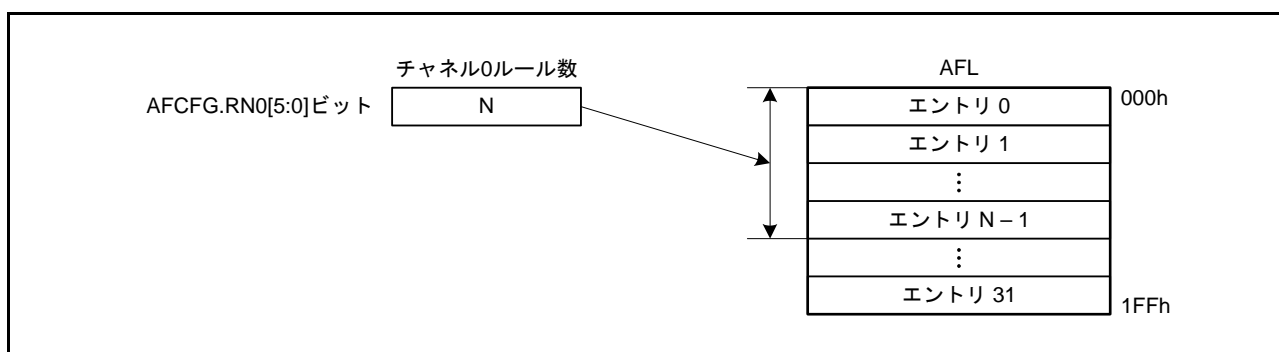 チャネル0ルール数
AFCFG.RN0[5:0]ビット
N
AFL
000h
エントリ 0
エントリ 1
⋮
エントリ N – 1
⋮
エントリ 31
1FFh